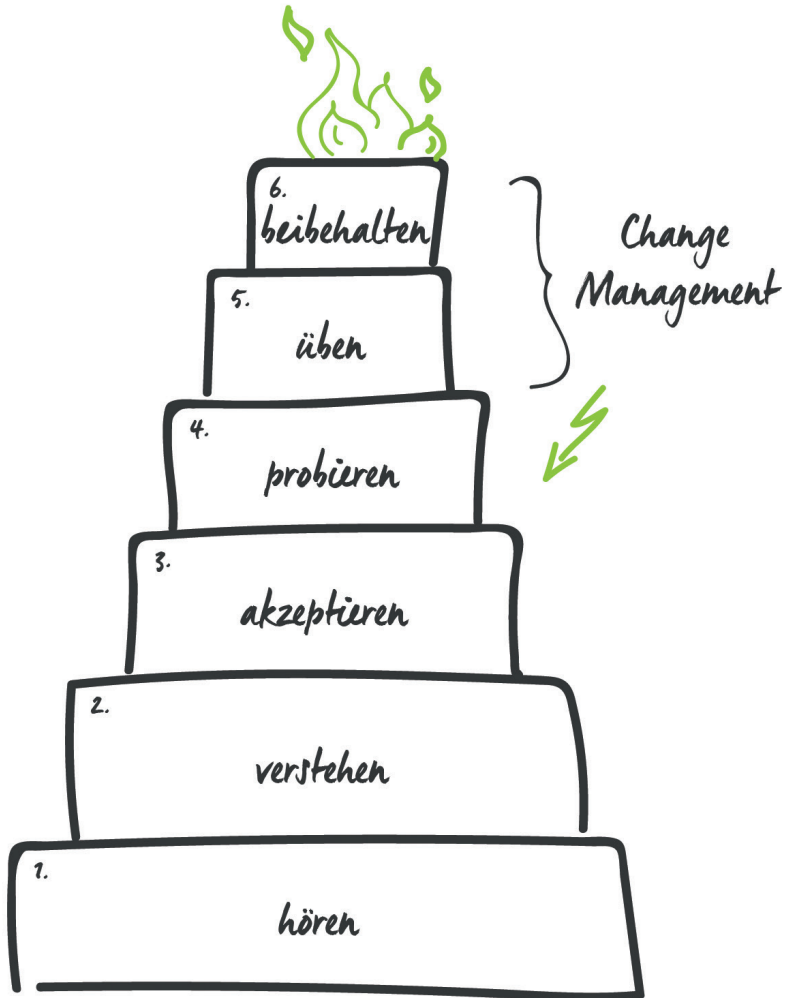 6.
beibehalten
Change
Management
5.
üben
4.
probieren
3.
akzeptieren
2.
verstehen
1.
hören